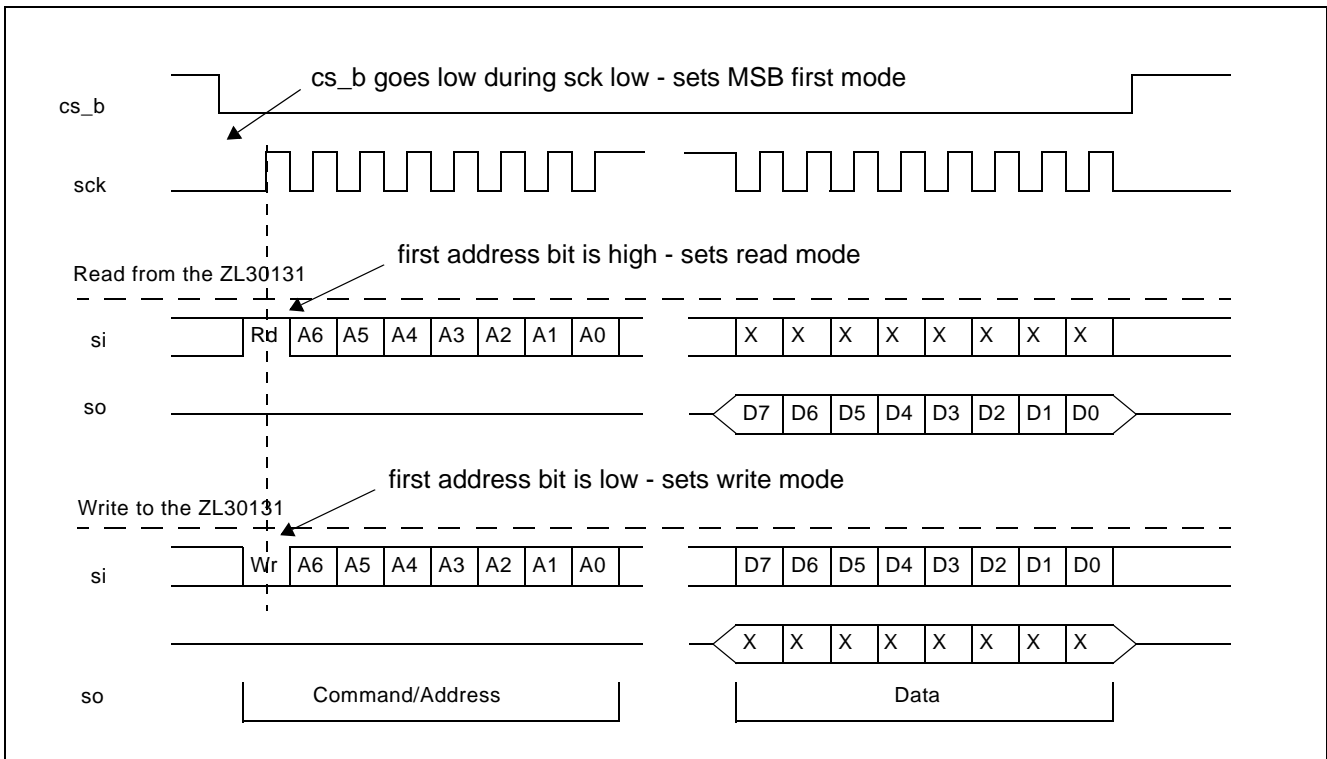 cs_b goes low during sck low - sets MSB first mode
cs_b
sck
first address bit is high - sets read mode
Read from the ZL30131
si Rd A6 A5 A4 A3 A2 A1 A0 X X X X X X X X
so D7 D6 D5 D4 D3 D2 D1 D0
first address bit is low - sets write mode
Write to the ZL30131
si Wr A6 A5 A4 A3 A2 A1 A0 D7 D6 D5 D4 D3 D2 D1 D0
X X X X X X X X
so Command/Address Data